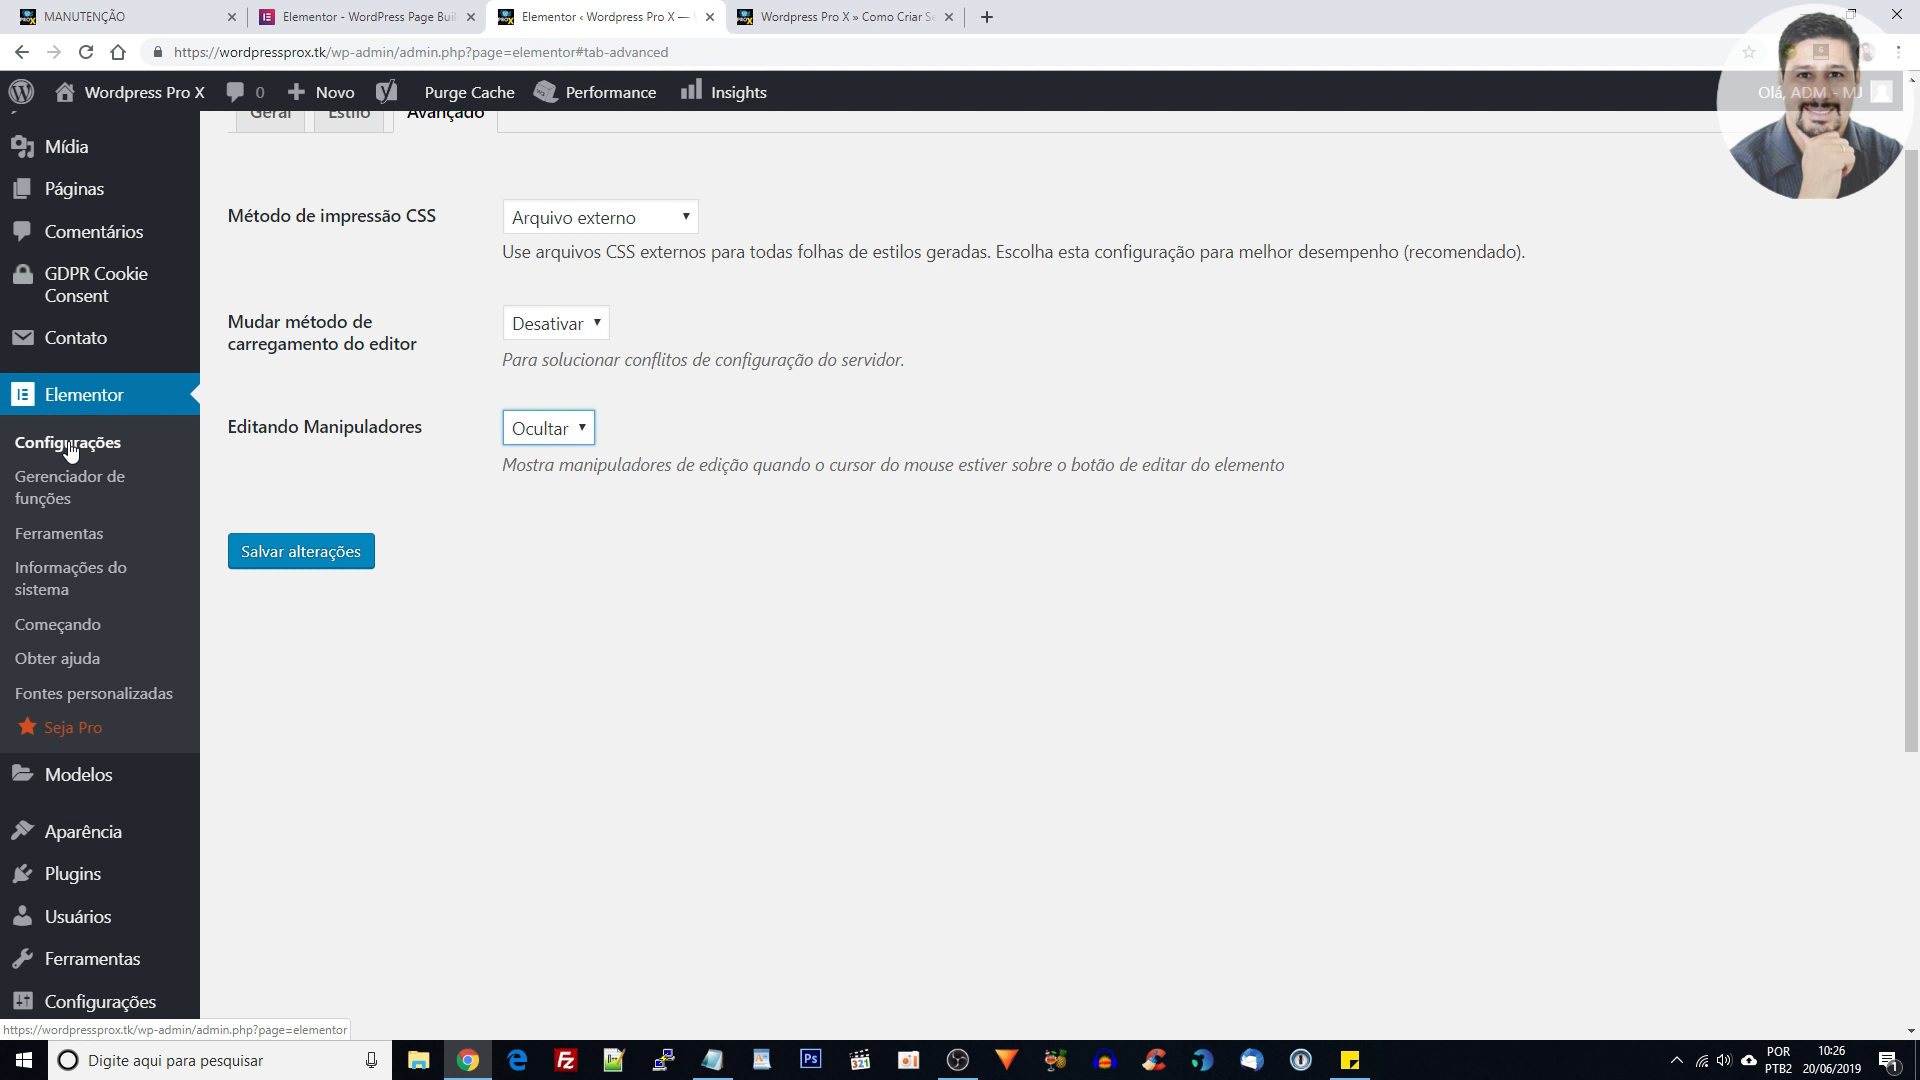 MANUTENÇÃO
Elementor - WordPress Page Buil
Elementor ‹ Wordpress Pro X —
Wordpress Pro X » Como Criar Se
https://wordpressprox.tk/wp-admin/admin.php?page=elementor#tab-advanced
Wordpress Pro X
0
Novo
Purge Cache
Performance
Insights
Olá, ADM - MJ
Geral
Estilo
Avançado
Mídia
Páginas
Comentários
GDPR Cookie
Consent
Contato
Elementor
Configurações
Gerenciador de
funções
Ferramentas
Informações do
sistema
Começando
Obter ajuda
Fontes personalizadas
Seja Pro
Modelos
Aparência
Plugins
Usuários
Ferramentas
Configurações
Método de impressão CSS
Arquivo externo
Use arquivos CSS externos para todas folhas de estilos geradas. Escolha esta configuração para melhor desempenho (recomendado).
Mudar método de
carregamento do editor
Desativar
Para solucionar conflitos de configuração do servidor.
Editando Manipuladores
Ocultar
Mostra manipuladores de edição quando o cursor do mouse estiver sobre o botão de editar do elemento
Salvar alterações
https://wordpressprox.tk/wp-admin/admin.php?page=elementor
Digite aqui para pesquisar
Ps
321
POR
PTB2
10:26
20/06/2019
1